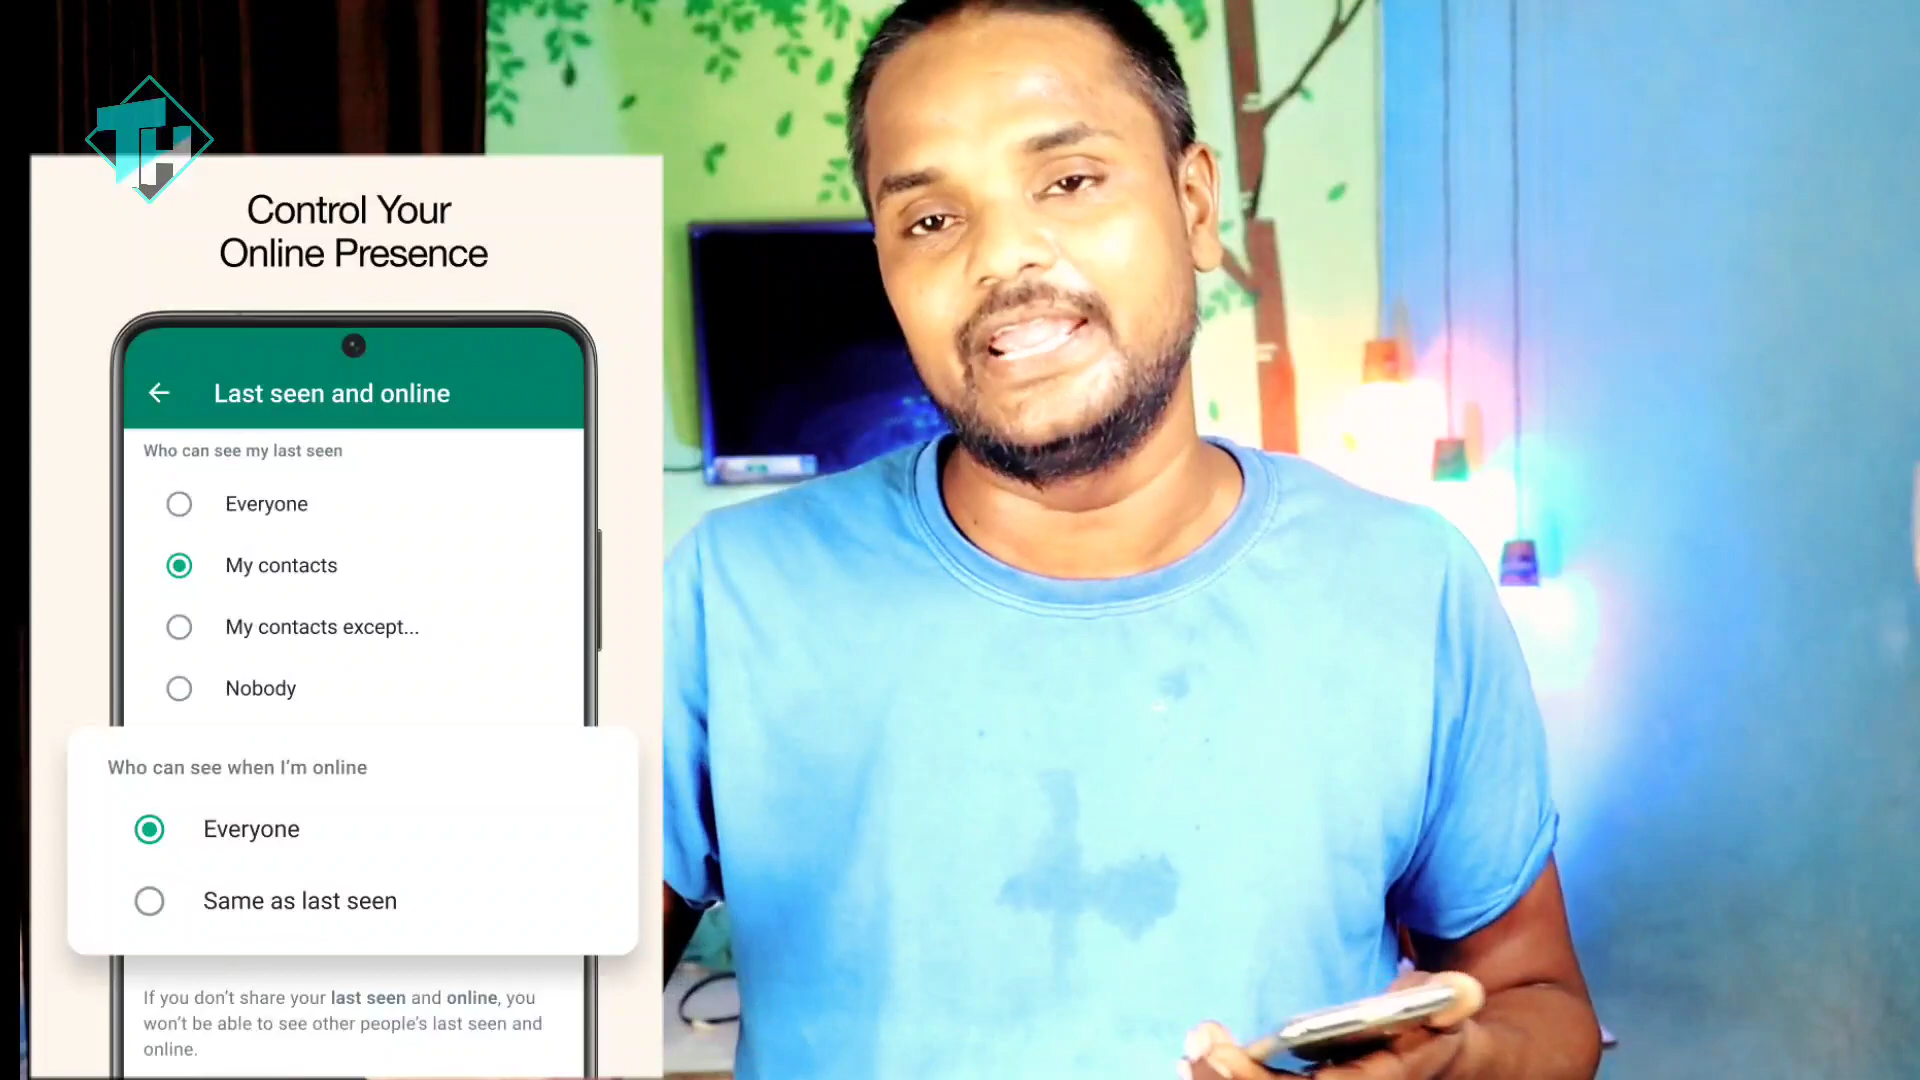 TH
Control Your
Online Presence
Last seen and online
Who can see my last seen
Everyone
My contacts
My contacts except...
Nobody
Who can see when I’m online
Everyone
Same as last seen
If you don’t share your last seen and online, you
won’t be able to see other people’s last seen and
online.